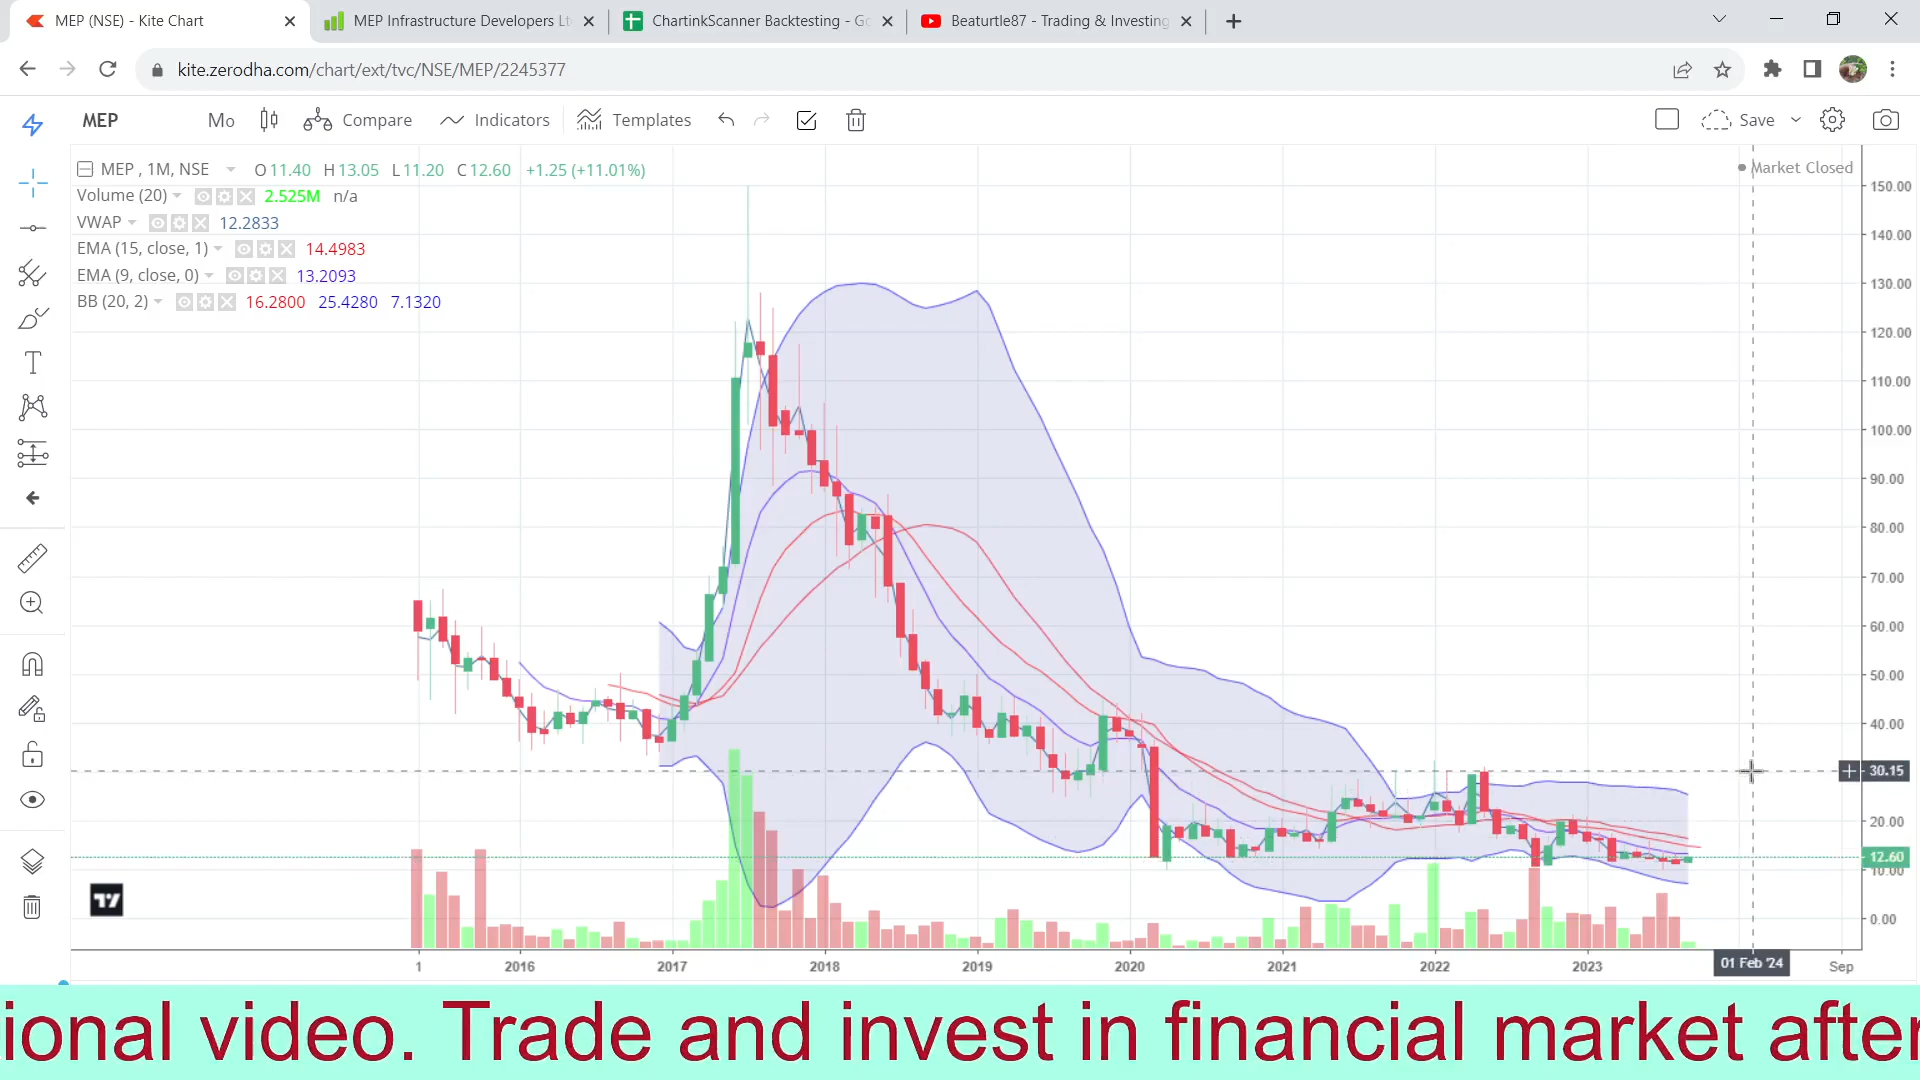 MEP (NSE) - Kite Chart
MEP Infrastructure Developers Lt
ChartinkScanner Backtesting - Go
Beaturtle87 - Trading & Investing
kite.zerodha.com/chart/ext/tvc/NSE/MEP/2245377
MEP Mo Compare Indicators Templates Save
MEP , 1M, NSE O 11.40 H 13.05 L 11.20 C 12.60 +1.25 (+11.01%)
Market Closed
Volume (20) 2.525M n/a
VWAP 12.2833
EMA (15, close, 1) 14.4983
EMA (9, close, 0) 13.2093
BB (20, 2) 16.2800 25.4280 7.1320
150.00
140.00
130.00
120.00
110.00
100.00
90.00
80.00
70.00
60.00
50.00
40.00
30.15
20.00
12.60
10.00
0.00
1 2016 2017 2018 2019 2020 2021 2022 2023 01 Feb '24 Sep
ional video. Trade and invest in financial market after